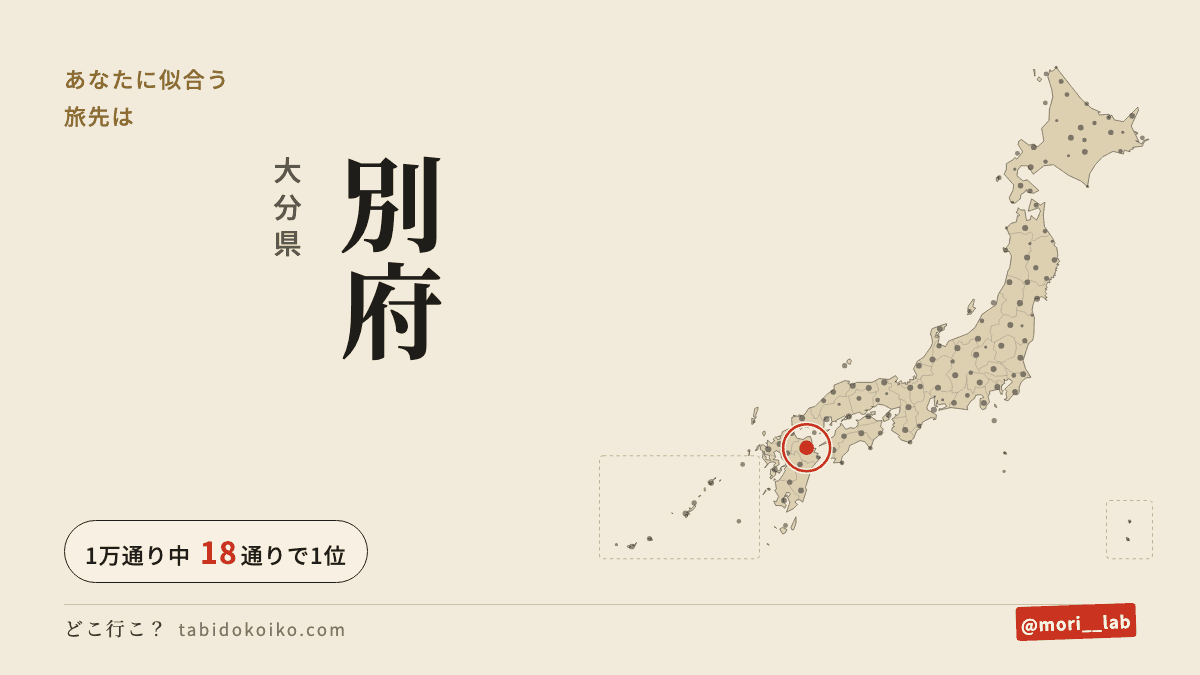 あなたに似合う
旅先は
別府
大分県
1万通り中 18通りで1位
どこ行こ？ tabidokoiko.com
@mori__lab